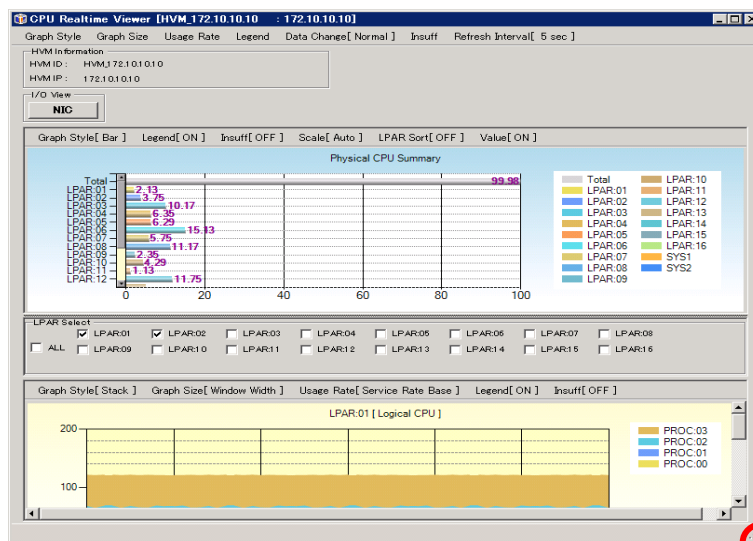 CPU Realtime Viewer [HVM_172.10.10.10 : 172.10.10.10]
Graph Style Graph Size Usage Rate Legend Data Change[ Normal ] Insuff Refresh Interval[ 5 sec ]
HVM Information
HVM ID : HVM_172.10.10.10
HVM IP : 172.10.10.10
I/O View
NIC
Graph Style[ Bar ] Legend[ ON ] Insuff[ OFF ] Scale[ Auto ] LPAR Sort[ OFF ] Value[ ON ]
Physical CPU Summary
Total 99.98
LPAR:01 2.13
LPAR:02 3.75
LPAR:03 10.17
LPAR:04 6.35
LPAR:05 6.29
LPAR:06 15.13
LPAR:07 5.75
LPAR:08 11.17
LPAR:09 2.35
LPAR:10 4.29
LPAR:11 1.13
LPAR:12 11.75
0 20 40 60 80 100
Total LPAR:10
LPAR:01 LPAR:11
LPAR:02 LPAR:12
LPAR:03 LPAR:13
LPAR:04 LPAR:14
LPAR:05 LPAR:15
LPAR:06 LPAR:16
LPAR:07 SYS1
LPAR:08 SYS2
LPAR:09
LPAR Select
LPAR:01 LPAR:02 LPAR:03 LPAR:04 LPAR:05 LPAR:06 LPAR:07 LPAR:08
ALL LPAR:09 LPAR:10 LPAR:11 LPAR:12 LPAR:13 LPAR:14 LPAR:15 LPAR:16
Graph Style[ Stack ] Graph Size[ Window Width ] Usage Rate[ Service Rate Base ] Legend[ ON ] Insuff[ OFF ]
LPAR:01 [ Logical CPU ]
200
100
PROC:03
PROC:02
PROC:01
PROC:00